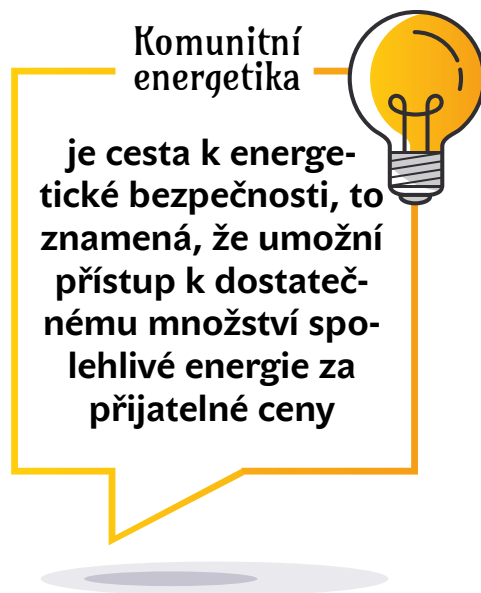 Komunitní
energetika
je cesta k energe-
tické bezpečnosti, to
znamená, že umožní
přístup k dostateč-
nému množství spo-
lehlivé energie za
přijatelné ceny